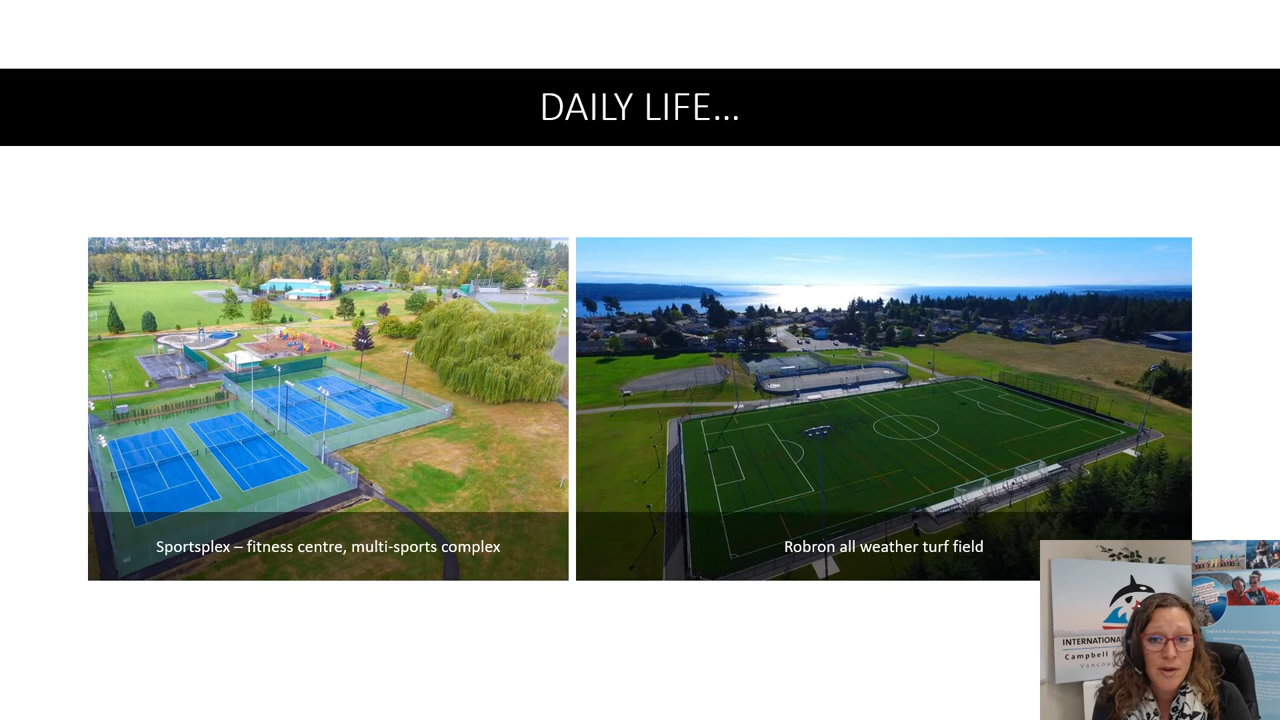 DAILY LIFE...
Sportsplex – fitness centre, multi-sports complex
Robron all weather turf field
INTERNATIONAL
Campbell